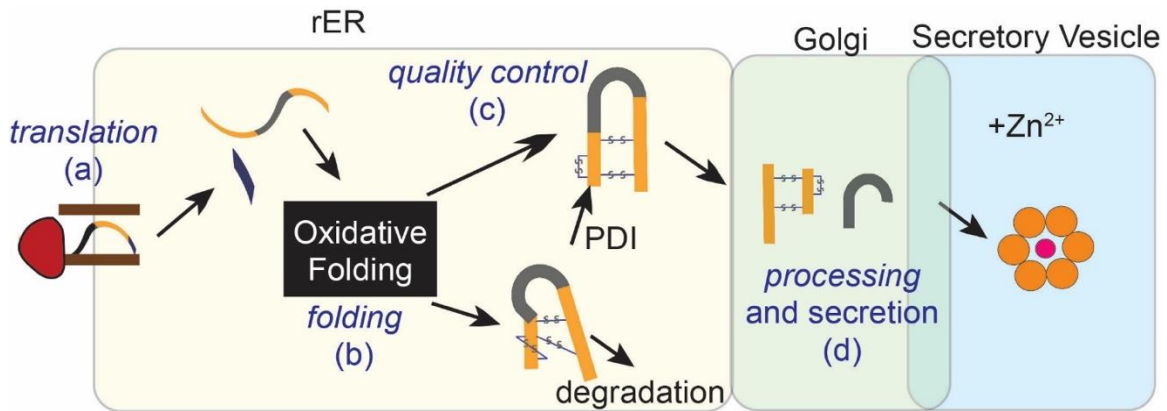 rER
Golgi
Secretory Vesicle
translation
(a)
quality control
(c)
S-S
S-S
S-S
PDI
Oxidative
Folding
folding
(b)
S-S
S-S
S-S
degradation
S-S
S-S
S-S
processing
and secretion
(d)
+Zn²⁺